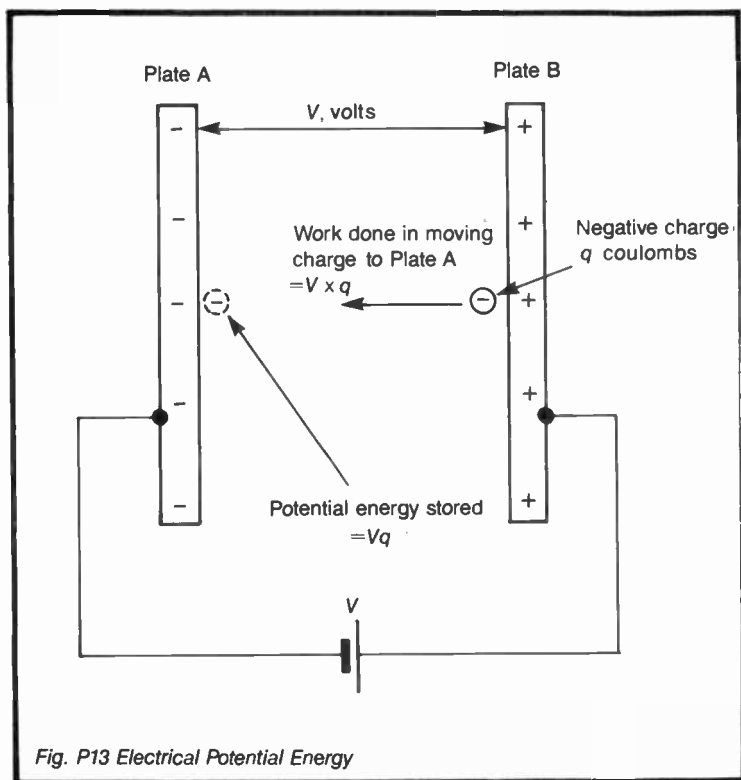 Plate A
Plate B
V, volts
Work done in moving
charge to Plate A
=V x q
Negative charge
q coulombs
Potential energy stored
=Vq
V
Fig. P13 Electrical Potential Energy
- 
- 
- 
- 
- 
+
+
+
+
+
-
-